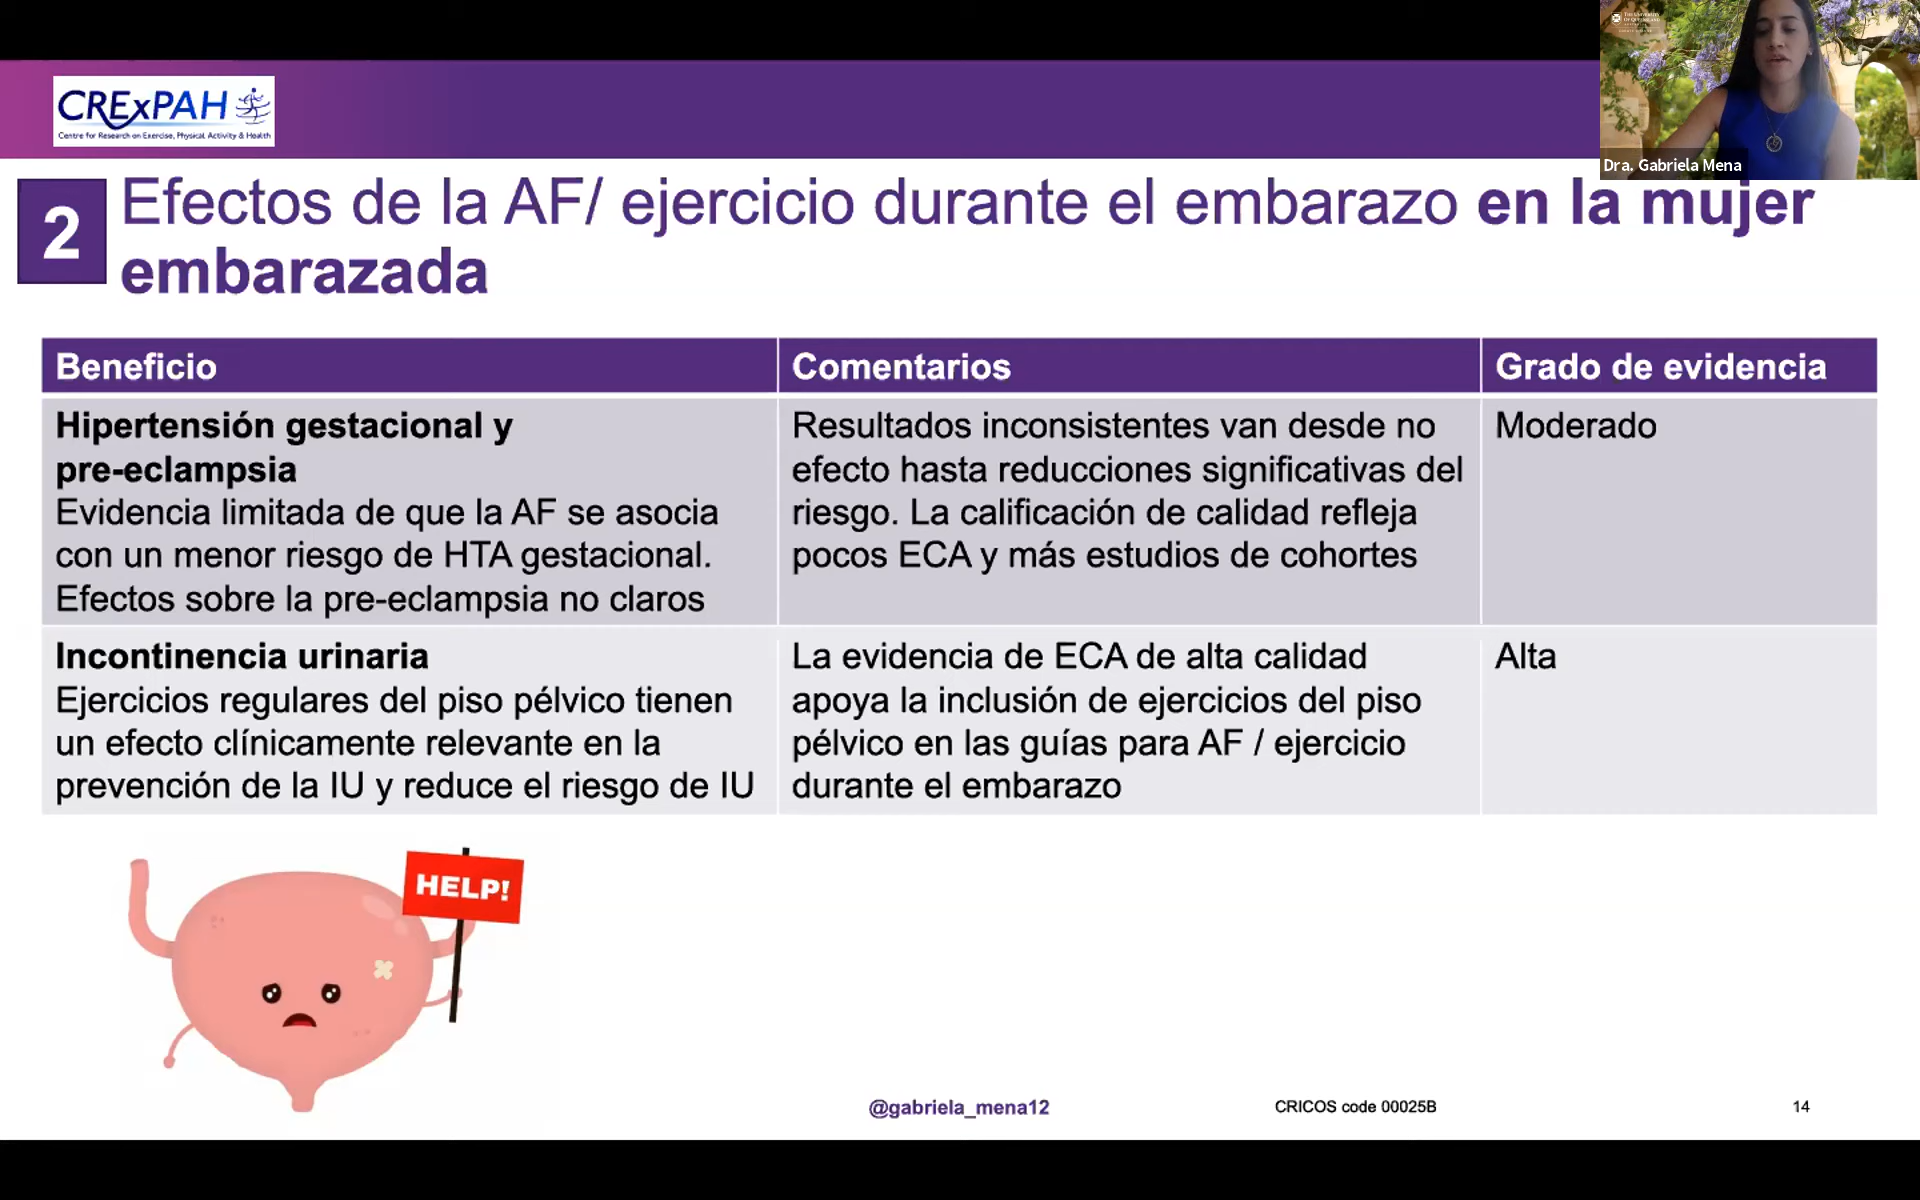 CRExPAH
Centre for Research on Exercise, Physical Activity & Health
THE UNIVERSITY
OF QUEENSLAND
Dra. Gabriela Mena
2
Efectos de la AF/ ejercicio durante el embarazo en la mujer
embarazada
Beneficio
Comentarios
Grado de evidencia
Hipertensión gestacional y
pre-eclampsia
Evidencia limitada de que la AF se asocia
con un menor riesgo de HTA gestacional.
Efectos sobre la pre-eclampsia no claros
Resultados inconsistentes van desde no
efecto hasta reducciones significativas del
riesgo. La calificación de calidad refleja
pocos ECA y más estudios de cohortes
Moderado
Incontinencia urinaria
Ejercicios regulares del piso pélvico tienen
un efecto clínicamente relevante en la
prevención de la IU y reduce el riesgo de IU
La evidencia de ECA de alta calidad
apoya la inclusión de ejercicios del piso
pélvico en las guías para AF / ejercicio
durante el embarazo
Alta
HELP!
@gabriela_mena12
CRICOS code 00025B
14